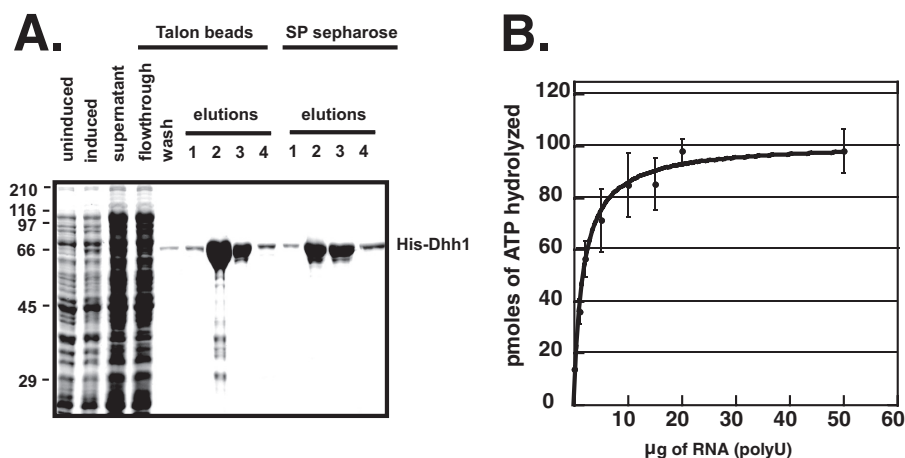 A.
Talon beads
SP sepharose
uninduced
induced
supernatant
flowthrough
wash
elutions
elutions
1 2 3 4 1 2 3 4
210
116
97
66
45
29
His-Dhh1
B.
pmoles of ATP hydrolyzed
120
100
80
60
40
20
0
10 20 30 40 50 60
µg of RNA (polyU)